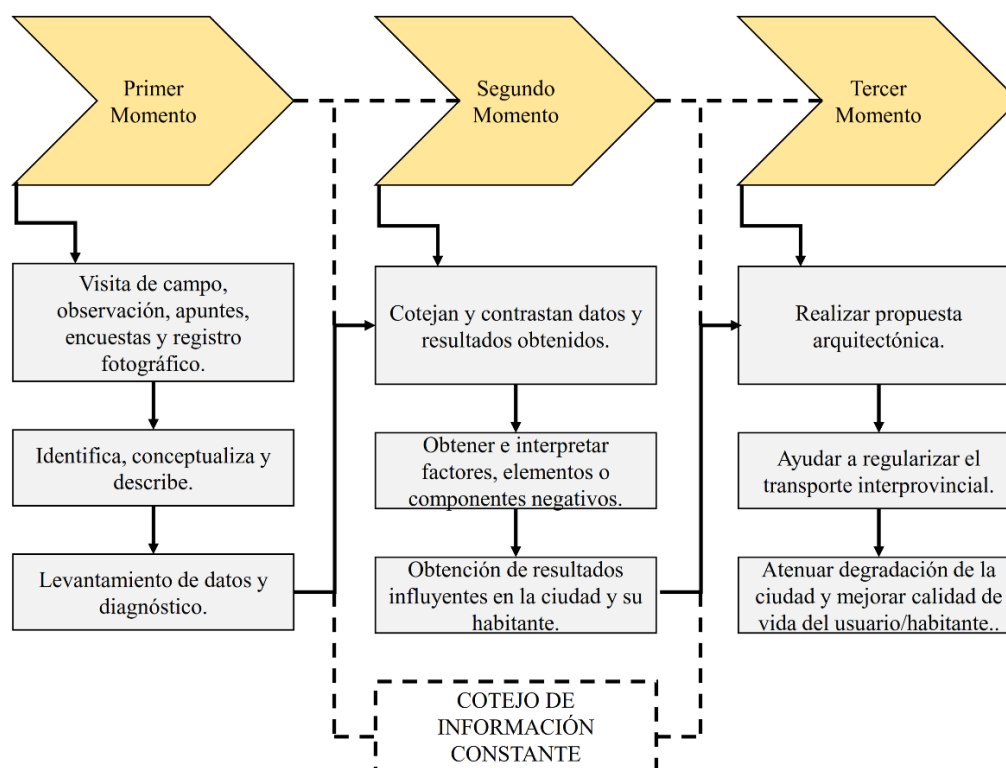 Primer
Momento
Segundo
Momento
Tercer
Momento
Visita de campo,
observación, apuntes,
encuestas y registro
fotográfico.
Identifica, conceptualiza y
describe.
Levantamiento de datos y
diagnóstico.
Cotejan y contrastan datos y
resultados obtenidos.
Obtener e interpretar
factores, elementos o
componentes negativos.
Obtención de resultados
influyentes en la ciudad y su
habitante.
Realizar propuesta
arquitectónica.
Ayudar a regularizar el
transporte interprovincial.
Atenuar degradación de la
ciudad y mejorar calidad de
vida del usuario/habitante..
COTEJO DE
INFORMACIÓN
CONSTANTE